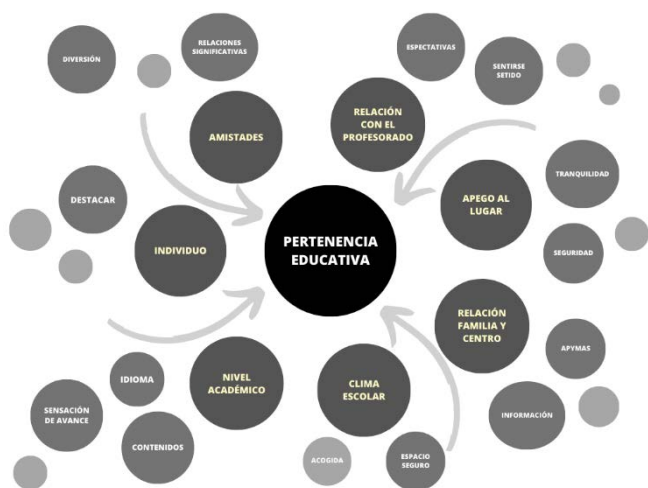 DIVERSIÓN
RELACIONES
SIGNIFICATIVAS
ESPECTATIVAS
SENTIRSE
SETIDO
AMISTADES
RELACIÓN
CON EL
PROFESORADO
TRANQUILIDAD
DESTACAR
APEGO AL
LUGAR
INDIVIDUO
PERTENENCIA
EDUCATIVA
SEGURIDAD
RELACIÓN
FAMILIA Y
CENTRO
APYMAS
IDIOMA
NIVEL
ACADÉMICO
CLIMA
ESCOLAR
SENSACIÓN
DE AVANCE
INFORMACIÓN
CONTENIDOS
ACOGIDA
ESPACIO
SEGURO